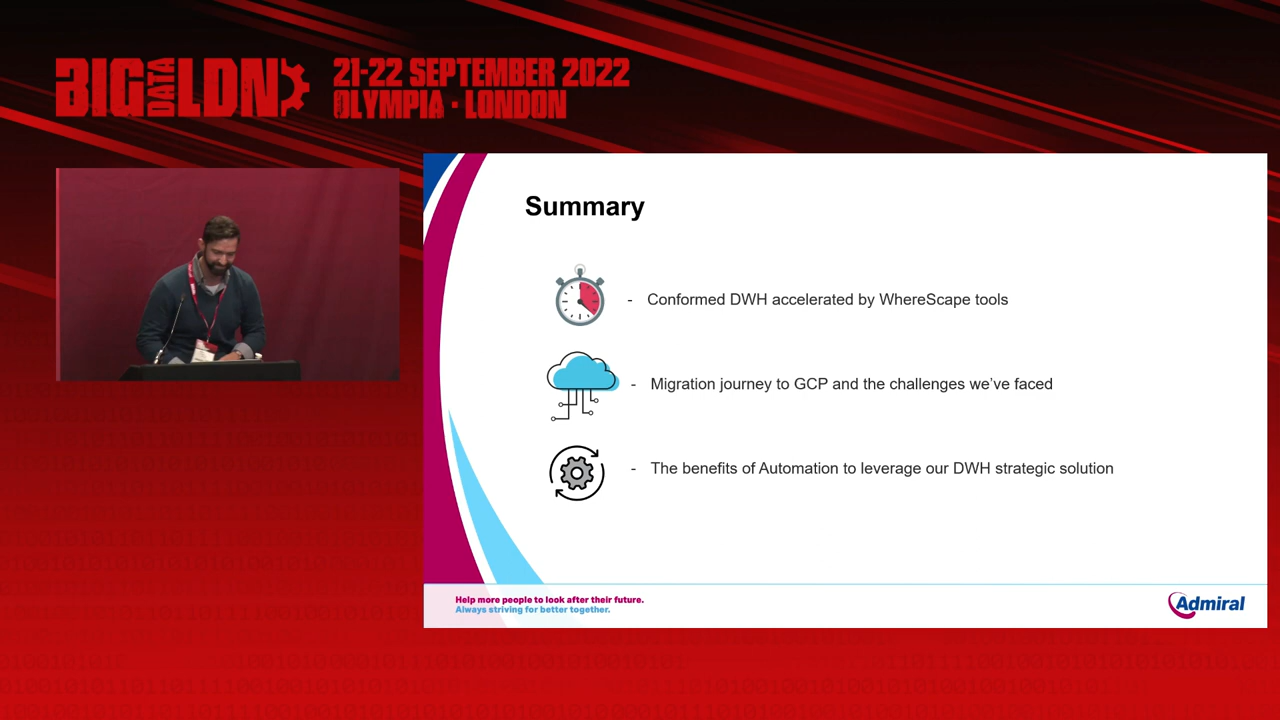 BIG DATA LDN
21-22 SEPTEMBER 2022
OLYMPIA · LONDON
Summary
- Conformed DWH accelerated by WhereScape tools
- Migration journey to GCP and the challenges we've faced
- The benefits of Automation to leverage our DWH strategic solution
Help more people to look after their future.
Always striving for better together.
Admiral